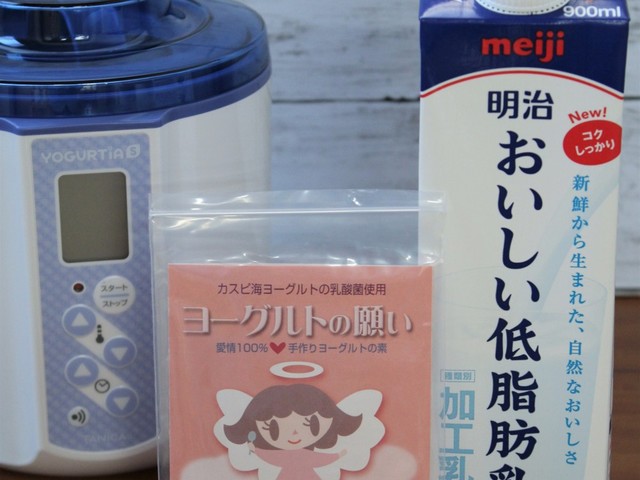 YOGURTiA S
スタート
ストップ
カスピ海ヨーグルトの乳酸菌使用
ヨーグルトの願い
愛情100%❤手作りヨーグルトの素
900ml
meiji
明治
おいしい低脂肪乳
New!
コク
しっかり
新鮮から生まれた、自然なおいしさ
種類別
加工乳